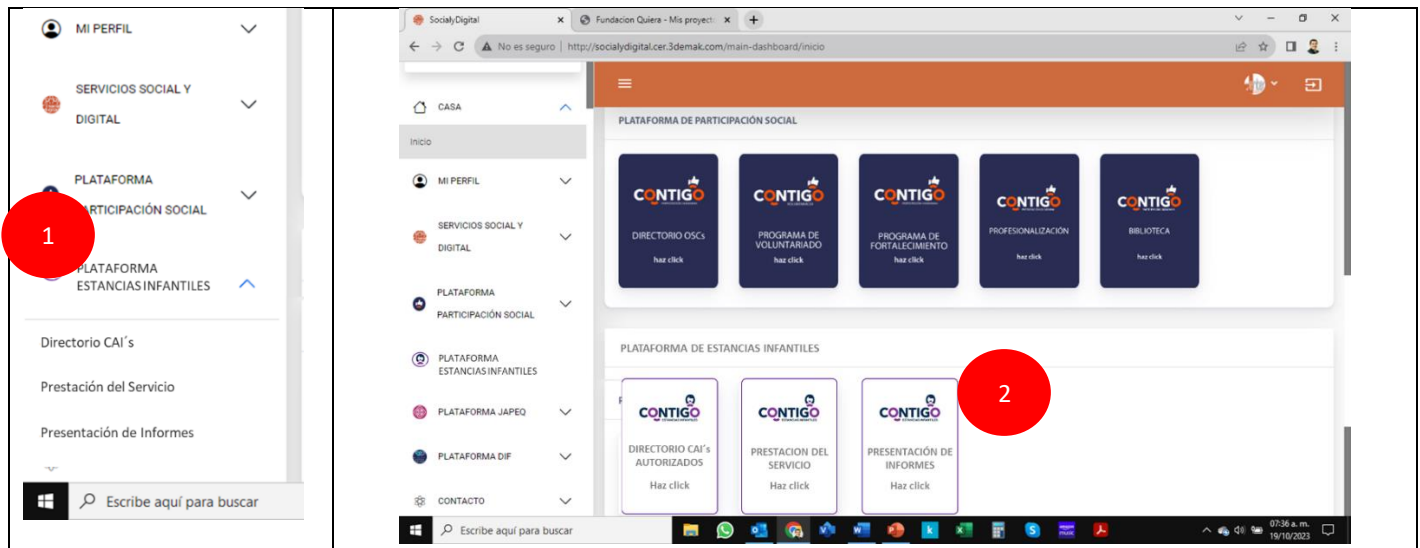 MI PERFIL
SERVICIOS SOCIAL Y
DIGITAL
PLATAFORMA
PARTICIPACIÓN SOCIAL
1
PLATAFORMA
ESTANCIAS INFANTILES
Directorio CAI´s
Prestación del Servicio
Presentación de Informes
Escribe aquí para buscar
SocialyDigital
Fundacion Quiera - Mis proyect
No es seguro | http://socialydigital.cer.3demak.com/main-dashboard/inicio
CASA
Inicio
MI PERFIL
SERVICIOS SOCIAL Y
DIGITAL
PLATAFORMA
PARTICIPACIÓN SOCIAL
PLATAFORMA
ESTANCIAS INFANTILES
PLATAFORMA JAPEQ
PLATAFORMA DIF
CONTACTO
PLATAFORMA DE PARTICIPACIÓN SOCIAL
CONTIGO
DIRECTORIO OSCs
haz click
CONTIGO
PROGRAMA DE
VOLUNTARIADO
haz click
CONTIGO
PROGRAMA DE
FORTALECIMIENTO
haz click
CONTIGO
PROFESIONALIZACIÓN
haz click
CONTIGO
BIBLIOTECA
haz click
PLATAFORMA DE ESTANCIAS INFANTILES
CONTIGO
ESTANCIAS INFANTILES
DIRECTORIO CAI´s
AUTORIZADOS
Haz click
CONTIGO
ESTANCIAS INFANTILES
PRESTACION DEL
SERVICIO
Haz click
CONTIGO
ESTANCIAS INFANTILES
PRESENTACIÓN DE
INFORMES
Haz click
2
Escribe aquí para buscar
07:36 a. m.
19/10/2023